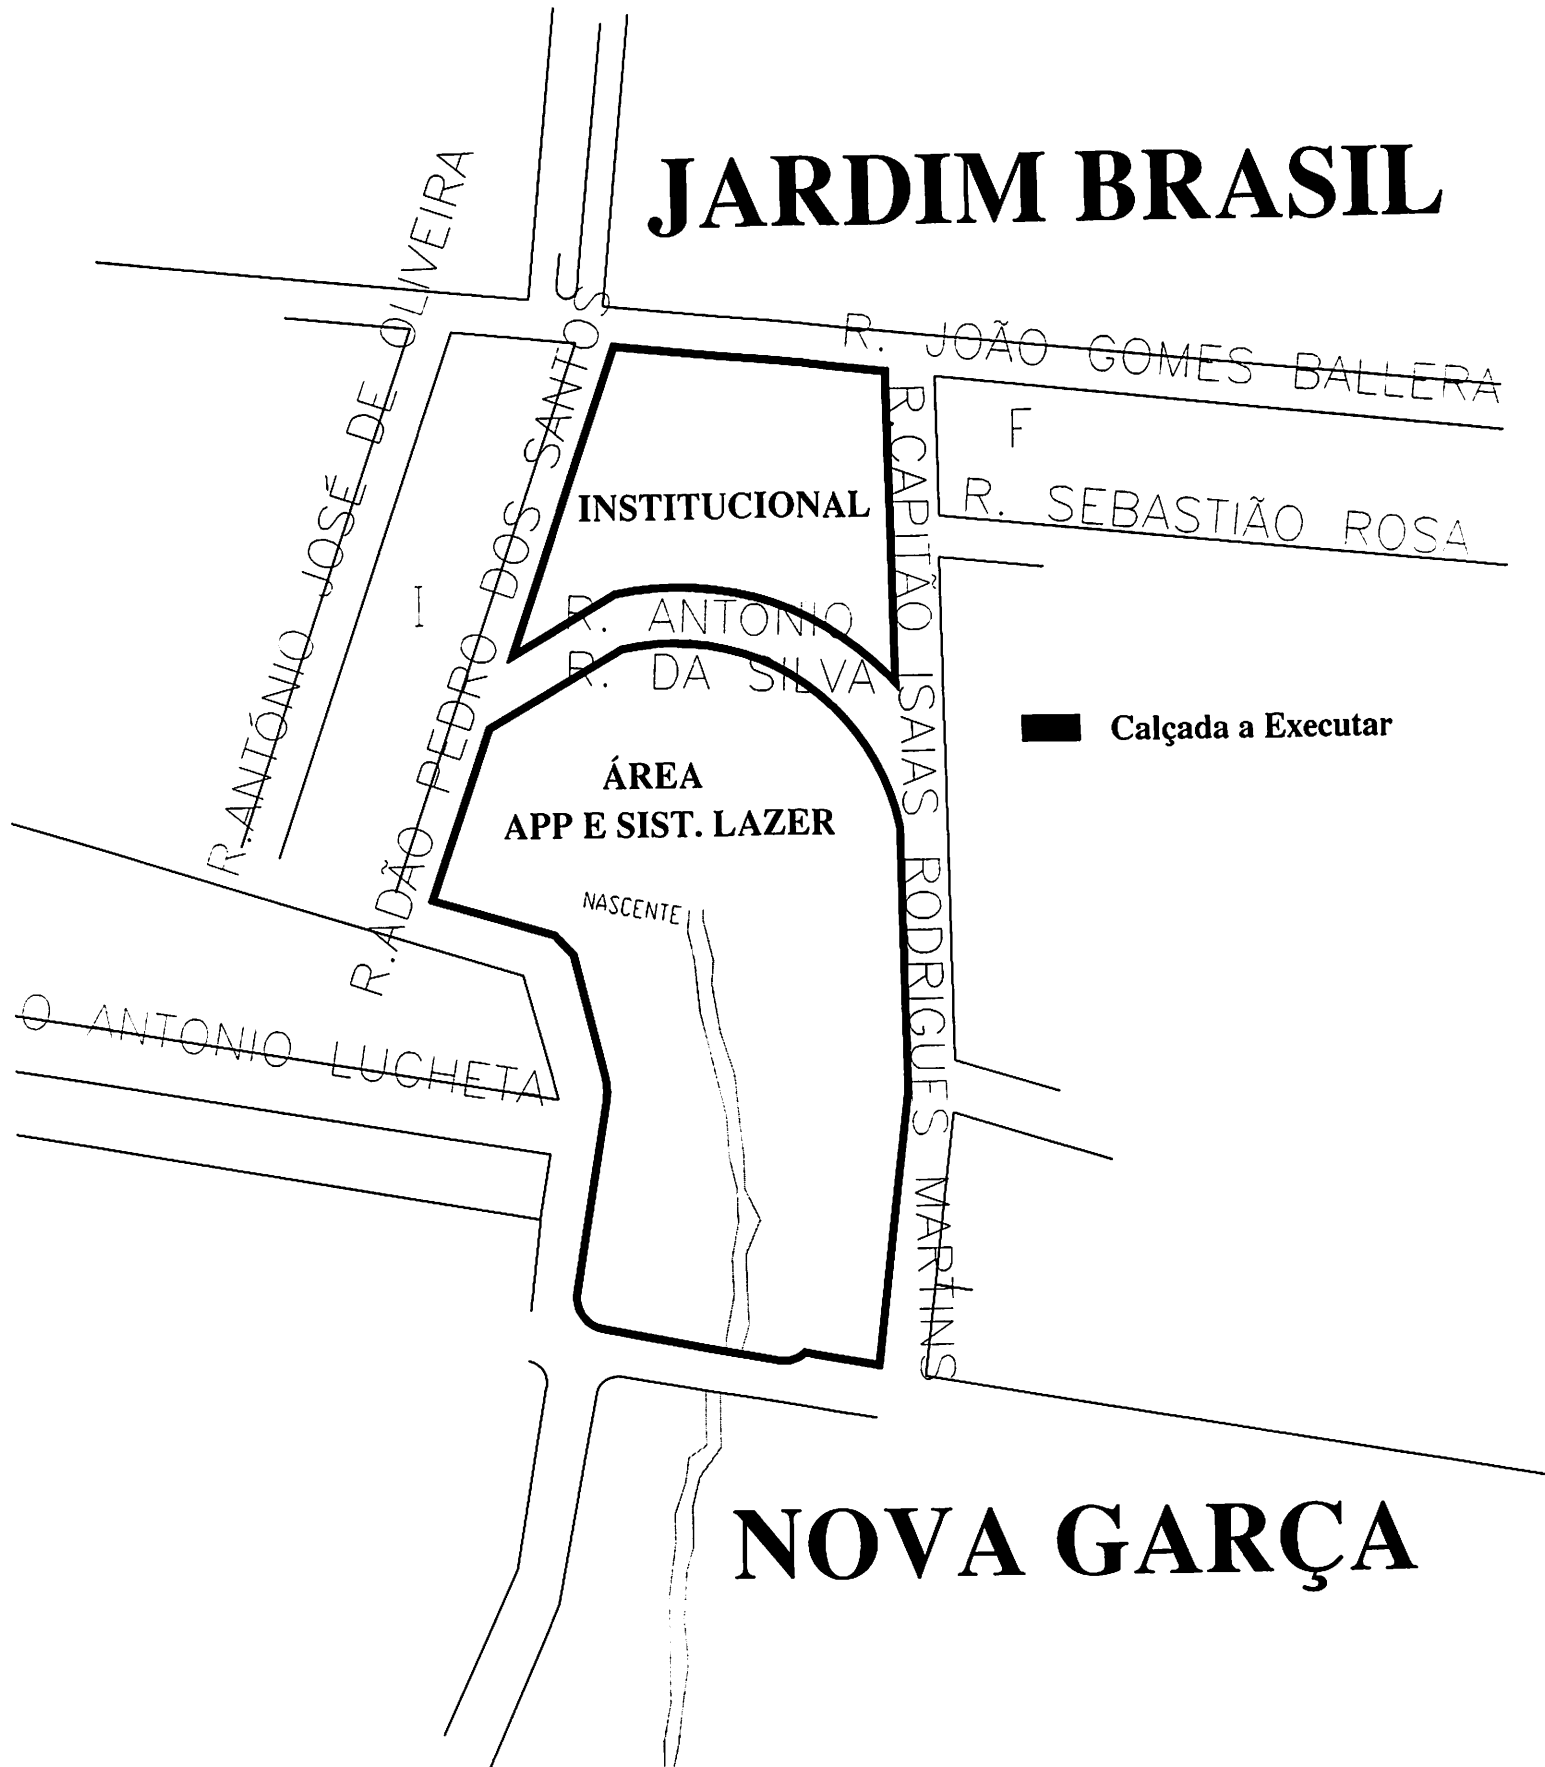 JARDIM BRASIL
R. ANTÓNIO JOSÉ DE OLIVEIRA
R. JOÃO GOMES BALLERA
R. ADÃO PEDRO DOS SANTOS
R. CAPITÃO ISAIAS RODRIGUES MARTINS
F
R. SEBASTIÃO ROSA
INSTITUCIONAL
I
R. ANTONIO
R. DA SILVA
Calçada a Executar
ÁREA
APP E SIST. LAZER
NASCENTE
O ANTONIO LUCHETA
NOVA GARÇA